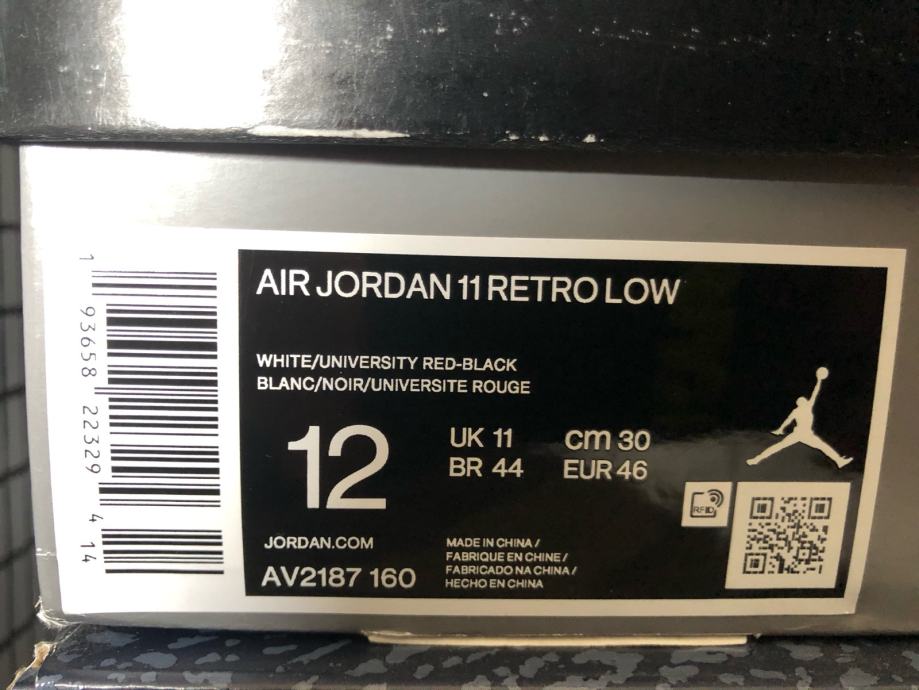 1 93658 22329 4 14
AIR JORDAN 11 RETRO LOW
WHITE/UNIVERSITY RED-BLACK
BLANC/NOIR/UNIVERSITE ROUGE
12
UK 11
cm 30
BR 44
EUR 46
RFID
JORDAN.COM
AV2187 160
MADE IN CHINA /
FABRIQUE EN CHINE /
FABRICADO NA CHINA /
HECHO EN CHINA